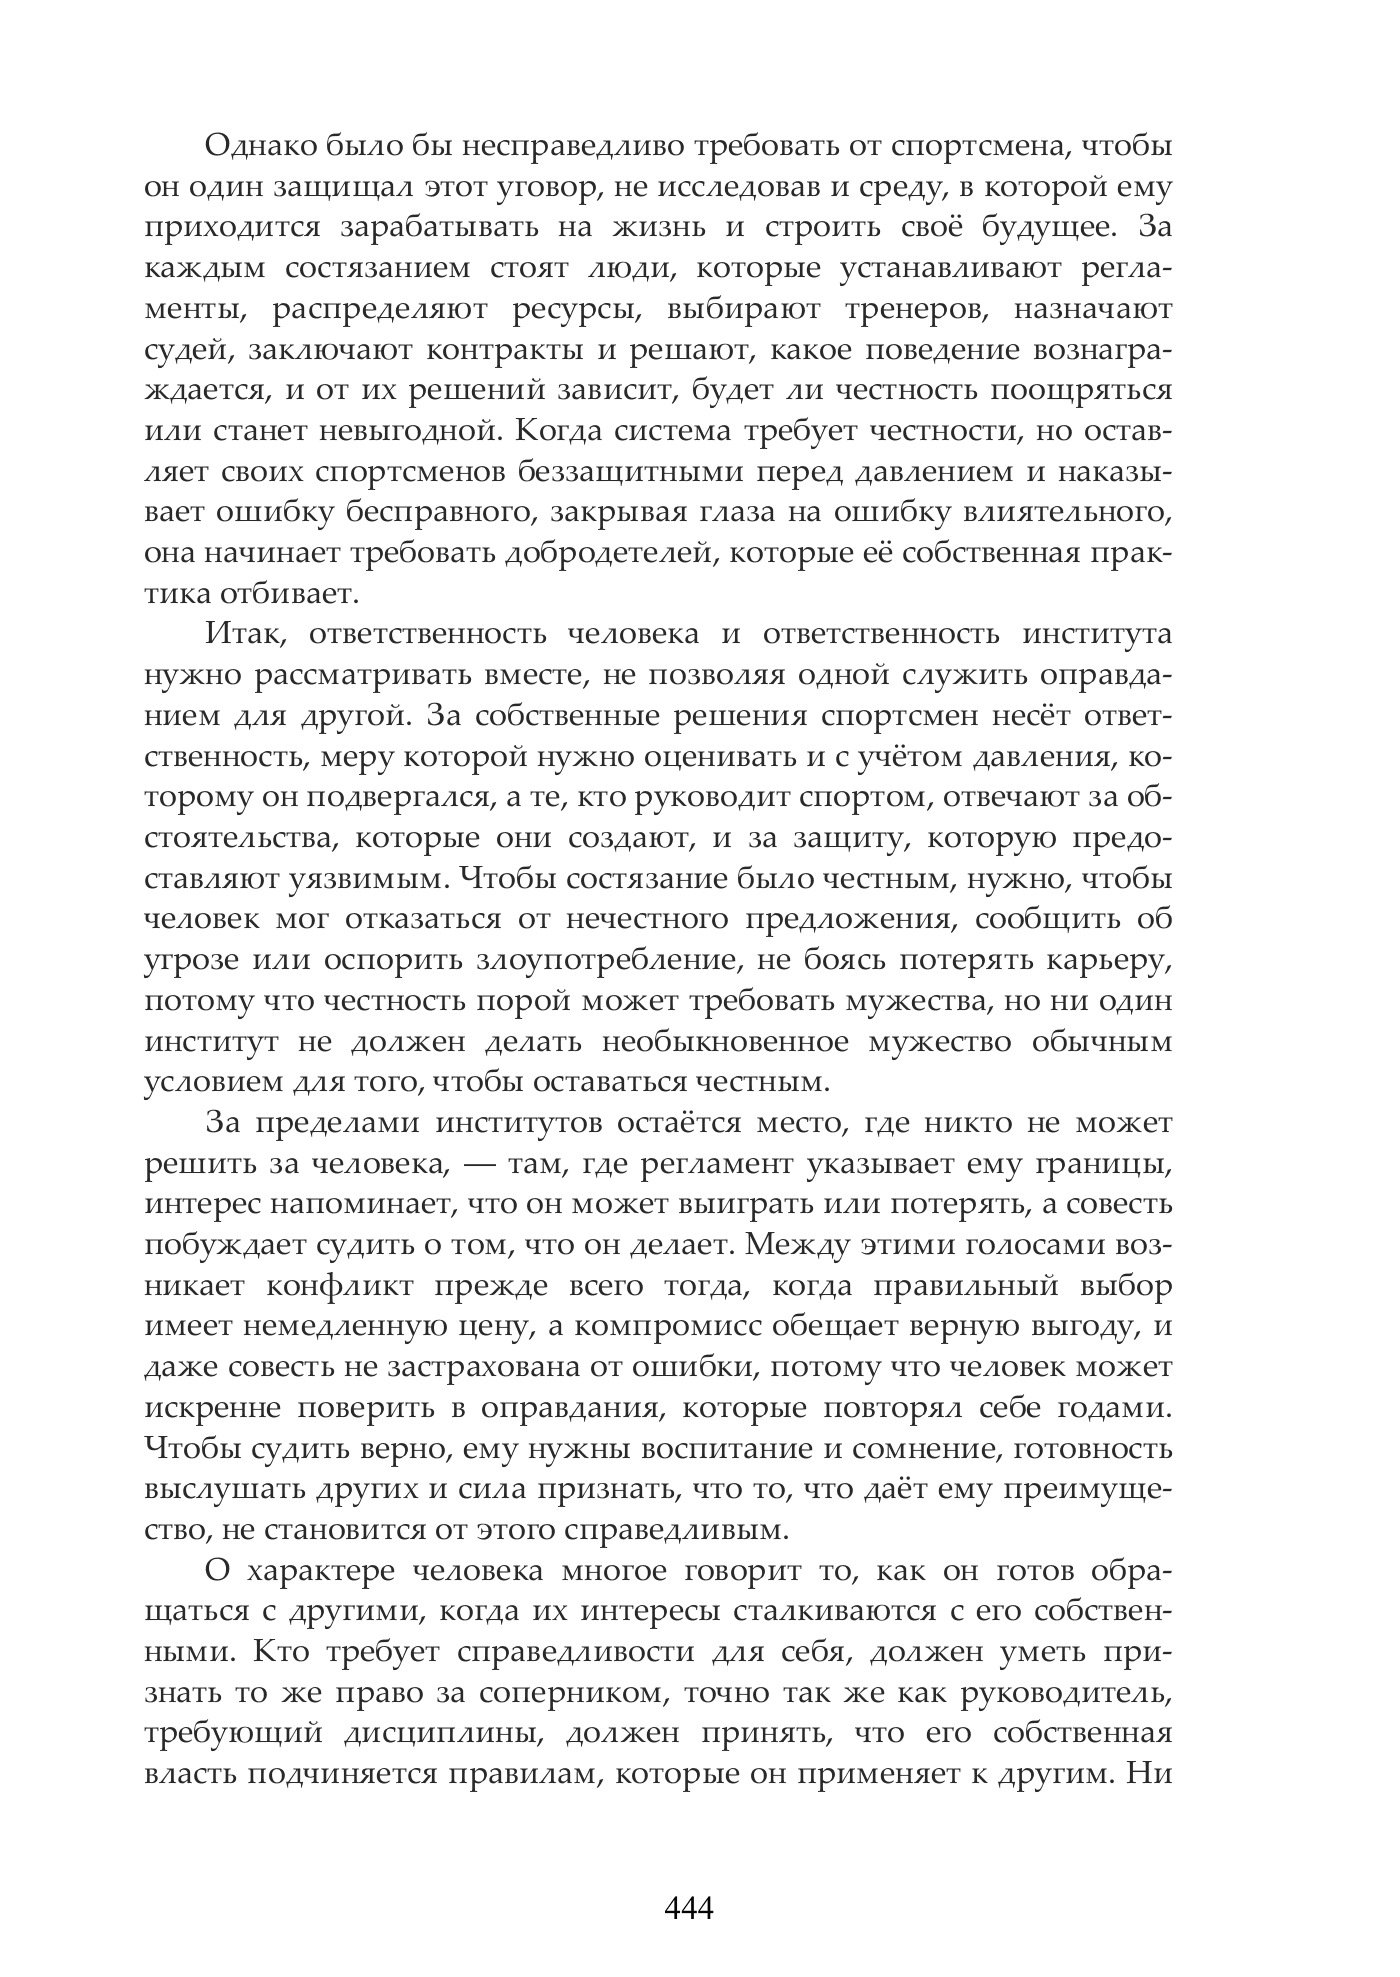 Однако было бы несправедливо требовать от спортсмена, чтобы
он один защищал этот уговор, не исследовав и среду, в которой ему
приходится зарабатывать на жизнь и строить своё будущее. За
каждым состязанием стоят люди, которые устанавливают регла-
менты, распределяют ресурсы, выбирают тренеров, назначают
судей, заключают контракты и решают, какое поведение вознагра-
ждается, и от их решений зависит, будет ли честность поощряться
или станет невыгодной. Когда система требует честности, но остав-
ляет своих спортсменов беззащитными перед давлением и наказы-
вает ошибку бесправного, закрывая глаза на ошибку влиятельного,
она начинает требовать добродетелей, которые её собственная прак-
тика отбивает.
Итак, ответственность человека и ответственность института
нужно рассматривать вместе, не позволяя одной служить оправда-
нием для другой. За собственные решения спортсмен несёт ответ-
ственность, меру которой нужно оценивать и с учётом давления, ко-
торому он подвергался, а те, кто руководит спортом, отвечают за об-
стоятельства, которые они создают, и за защиту, которую предо-
ставляют уязвимым. Чтобы состязание было честным, нужно, чтобы
человек мог отказаться от нечестного предложения, сообщить об
угрозе или оспорить злоупотребление, не боясь потерять карьеру,
потому что честность порой может требовать мужества, но ни один
институт не должен делать необыкновенное мужество обычным
условием для того, чтобы оставаться честным.
За пределами институтов остаётся место, где никто не может
решить за человека, — там, где регламент указывает ему границы,
интерес напоминает, что он может выиграть или потерять, а совесть
побуждает судить о том, что он делает. Между этими голосами воз-
никает конфликт прежде всего тогда, когда правильный выбор
имеет немедленную цену, а компромисс обещает верную выгоду, и
даже совесть не застрахована от ошибки, потому что человек может
искренне поверить в оправдания, которые повторял себе годами.
Чтобы судить верно, ему нужны воспитание и сомнение, готовность
выслушать других и сила признать, что то, что даёт ему преимуще-
ство, не становится от этого справедливым.
О характере человека многое говорит то, как он готов обра-
щаться с другими, когда их интересы сталкиваются с его собствен-
ными. Кто требует справедливости для себя, должен уметь при-
знать то же право за соперником, точно так же как руководитель,
требующий дисциплины, должен принять, что его собственная
власть подчиняется правилам, которые он применяет к другим. Ни
444